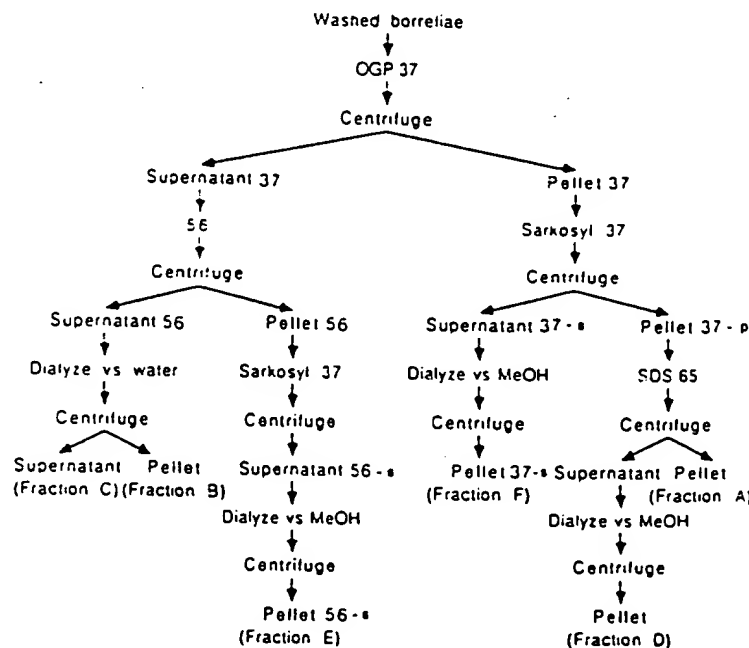 Washed borreliae
OGP 37
Centrifuge
Supernatant 37 Pellet 37
56 Sarkosyl 37
Centrifuge Centrifuge
Supernatant 56 Pellet 56 Supernatant 37-s Pellet 37-p
Dialyze vs water Sarkosyl 37 Dialyze vs MeOH SDS 65
Centrifuge Centrifuge Centrifuge Centrifuge
Supernatant Pellet Supernatant 56-s Pellet 37-s Supernatant Pellet
(Fraction C) (Fraction B) (Fraction F) (Fraction A)
Dialyze vs MeOH Dialyze vs MeOH
Centrifuge Centrifuge
Pellet 56-s Pellet
(Fraction E) (Fraction D)